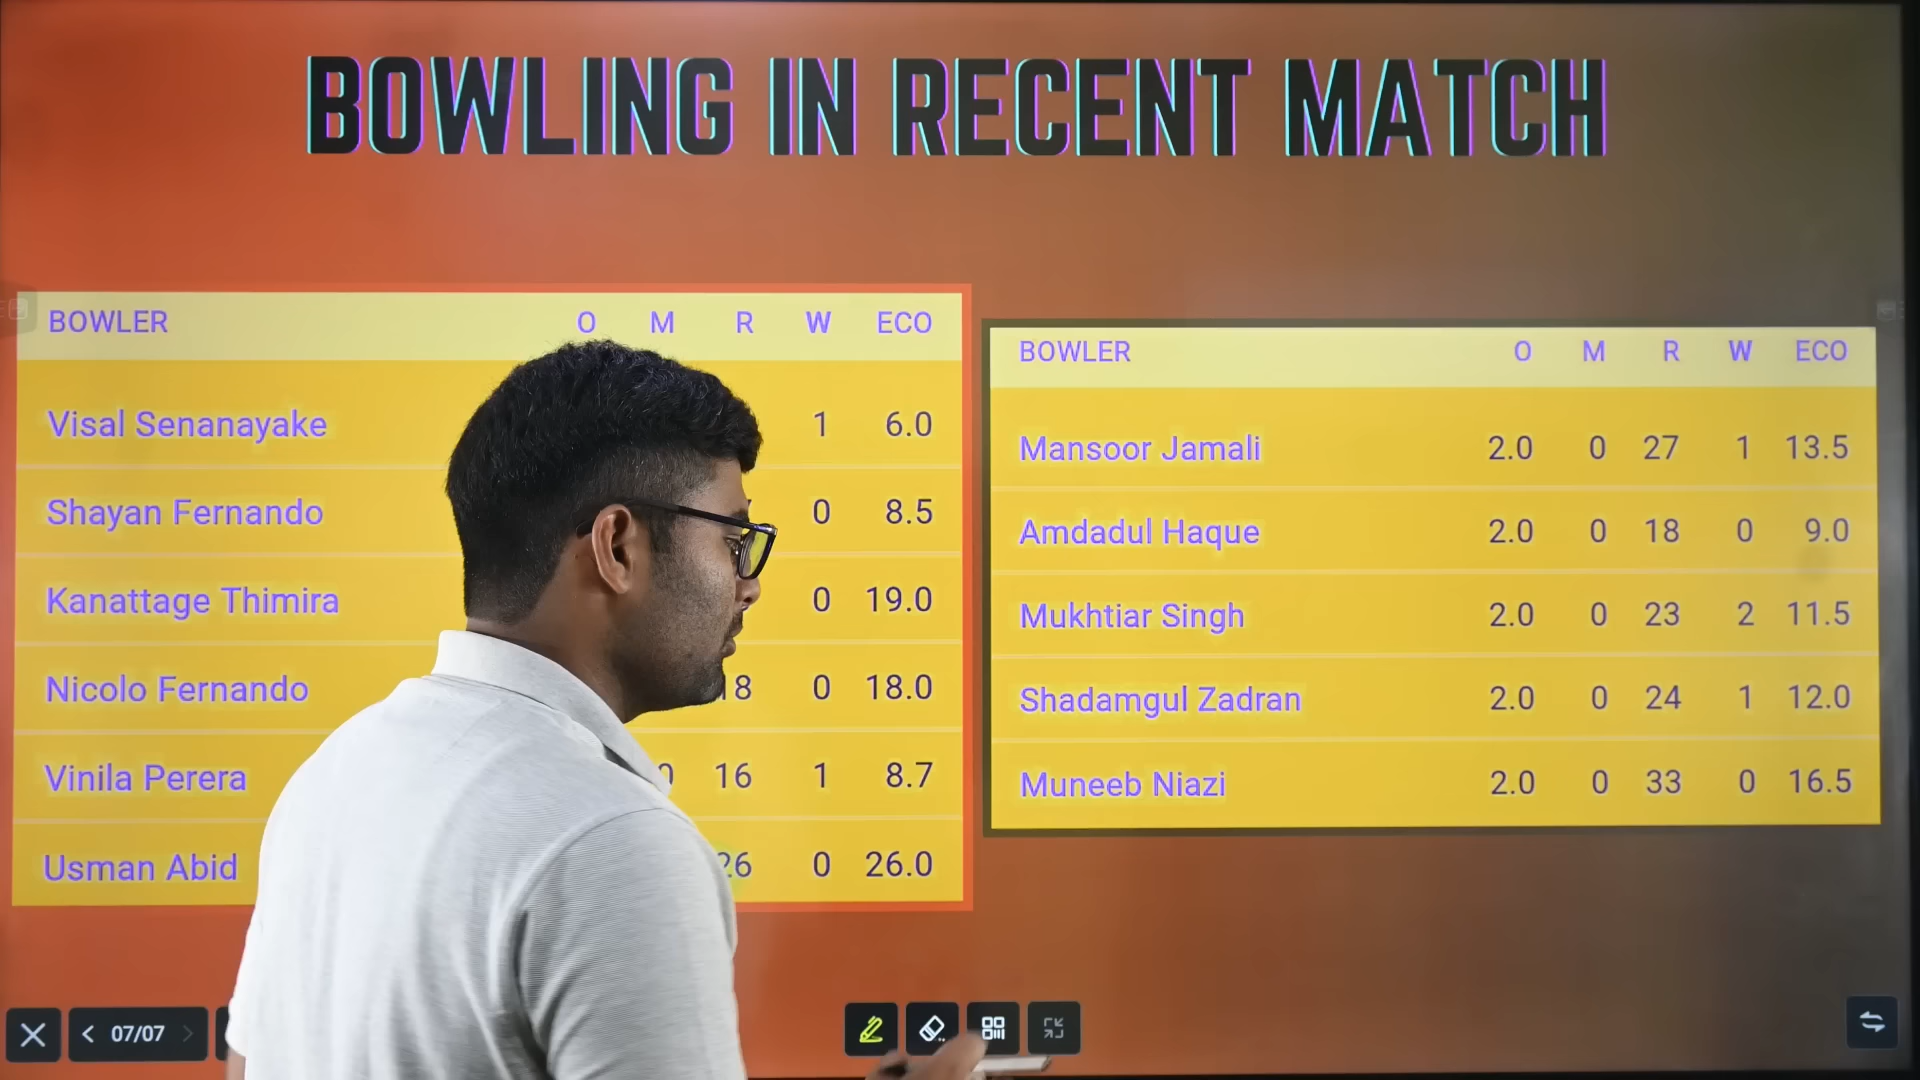 BOWLING IN RECENT MATCH
BOWLER O M R W ECO
Visal Senanayake 1 6.0
Shayan Fernando 0 8.5
Kanattage Thimira 0 19.0
Nicolo Fernando 18 0 18.0
Vinila Perera 0 16 1 8.7
Usman Abid 26 0 26.0
BOWLER O M R W ECO
Mansoor Jamali 2.0 0 27 1 13.5
Amdadul Haque 2.0 0 18 0 9.0
Mukhtiar Singh 2.0 0 23 2 11.5
Shadamgul Zadran 2.0 0 24 1 12.0
Muneeb Niazi 2.0 0 33 0 16.5
07/07